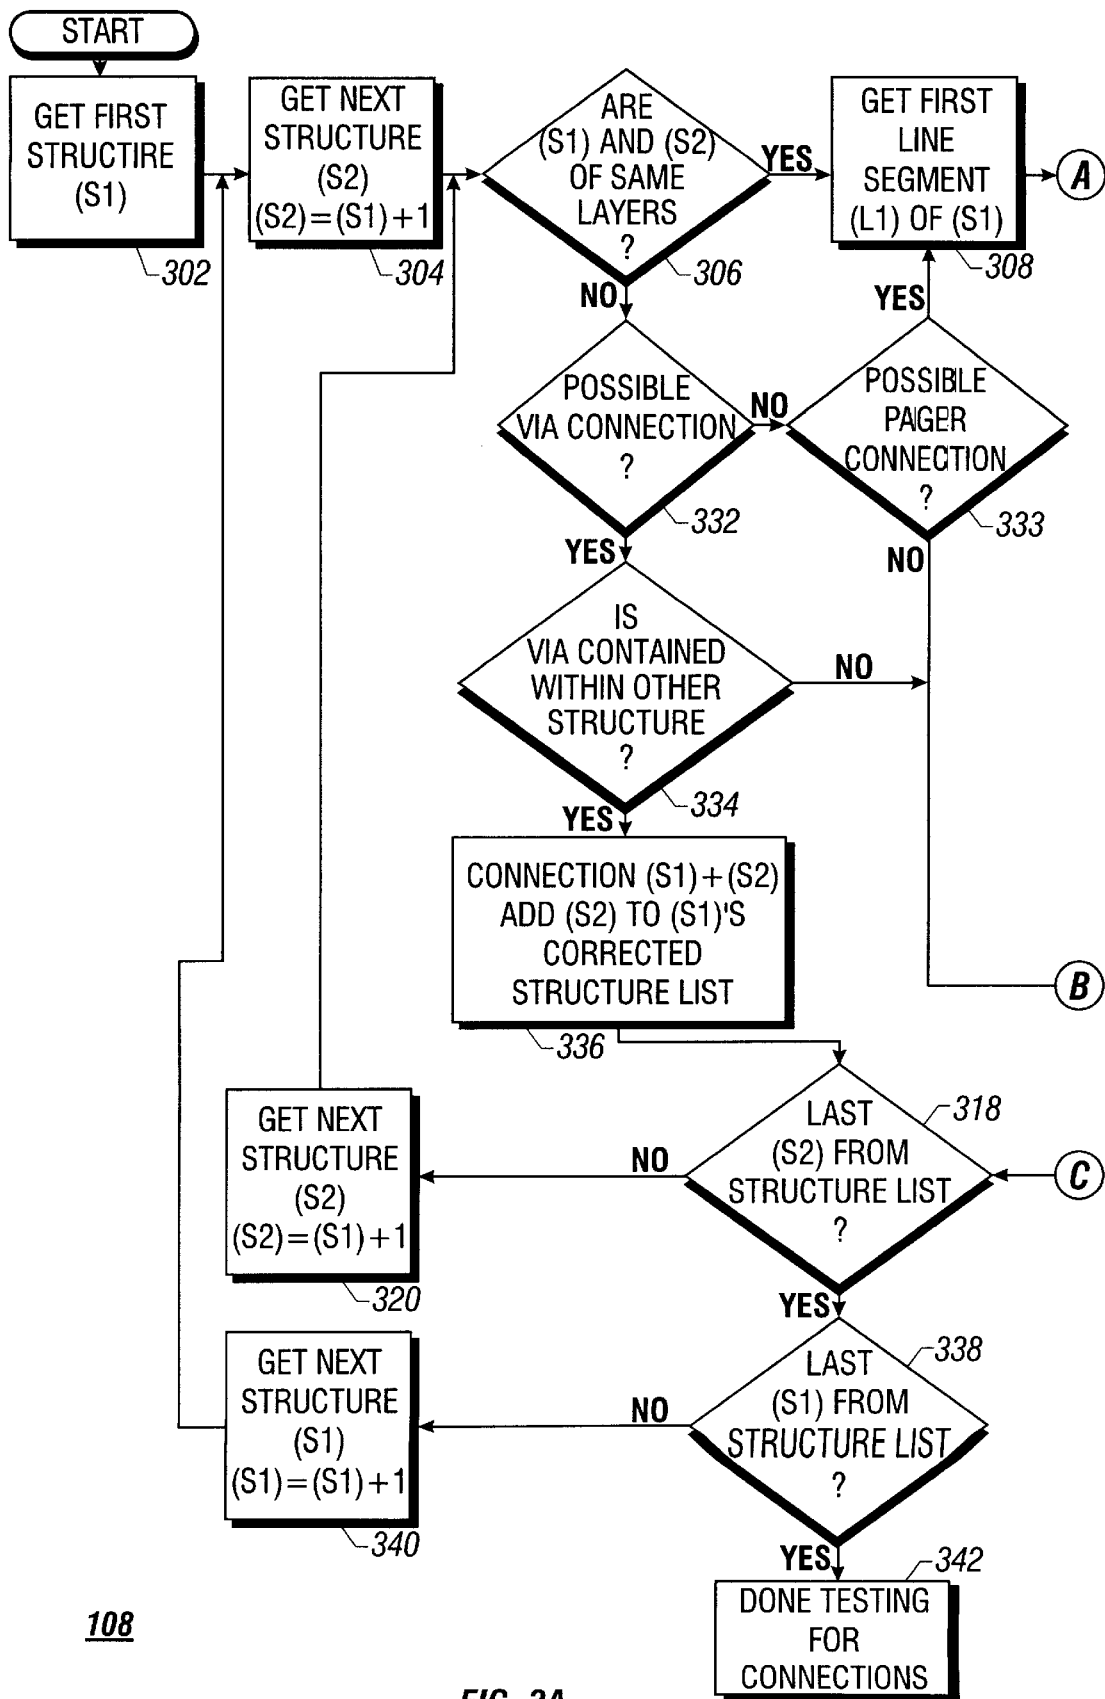 START
GET FIRST
STRUCTIRE
(S1)
302
GET NEXT
STRUCTURE
(S2)
(S2)=(S1)+1
304
ARE
(S1) AND (S2)
OF SAME
LAYERS
?
306
YES
NO
GET FIRST
LINE
SEGMENT
(L1) OF (S1)
308
A
YES
POSSIBLE
VIA CONNECTION
?
332
NO
YES
POSSIBLE
PAGER
CONNECTION
?
333
NO
IS
VIA CONTAINED
WITHIN OTHER
STRUCTURE
?
334
NO
YES
CONNECTION (S1)+(S2)
ADD (S2) TO (S1)'S
CORRECTED
STRUCTURE LIST
336
B
LAST
(S2) FROM
STRUCTURE LIST
?
318
C
NO
YES
GET NEXT
STRUCTURE
(S2)
(S2)=(S1)+1
320
LAST
(S1) FROM
STRUCTURE LIST
?
338
NO
YES
GET NEXT
STRUCTURE
(S1)
(S1)=(S1)+1
340
342
DONE TESTING
FOR
CONNECTIONS
108